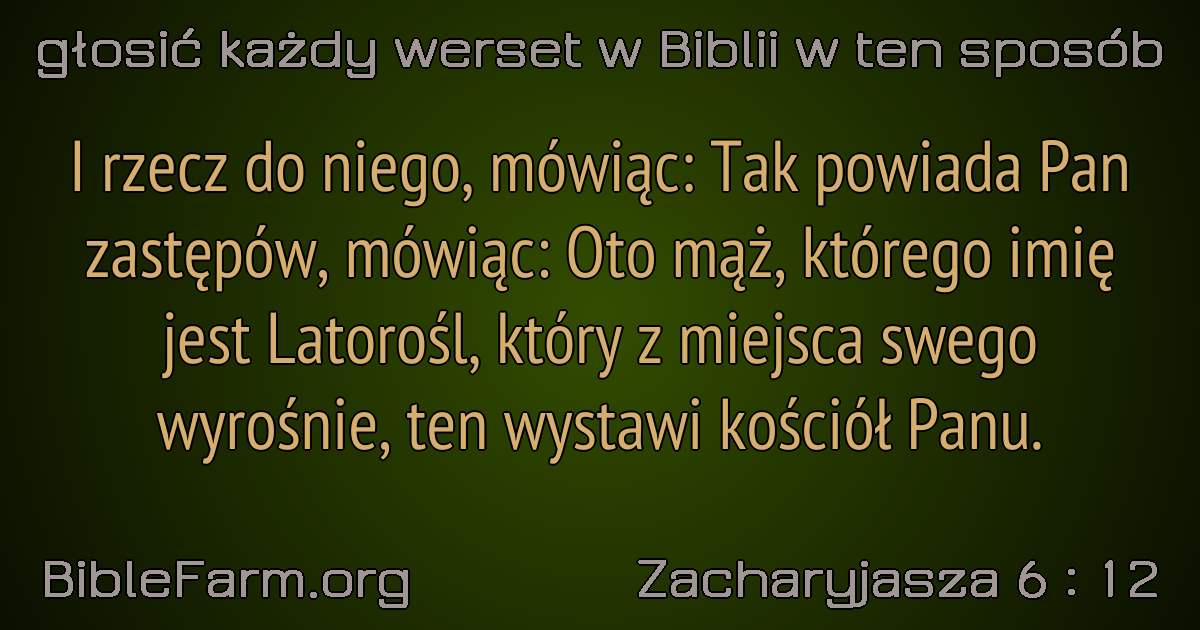 głosić każdy werset w Biblii w ten sposób
I rzecz do niego, mówiąc: Tak powiada Pan
zastępów, mówiąc: Oto mąż, którego imię
jest Latorośl, który z miejsca swego
wyrośnie, ten wystawi kościół Panu.
BibleFarm.org
Zacharyjasza 6 : 12